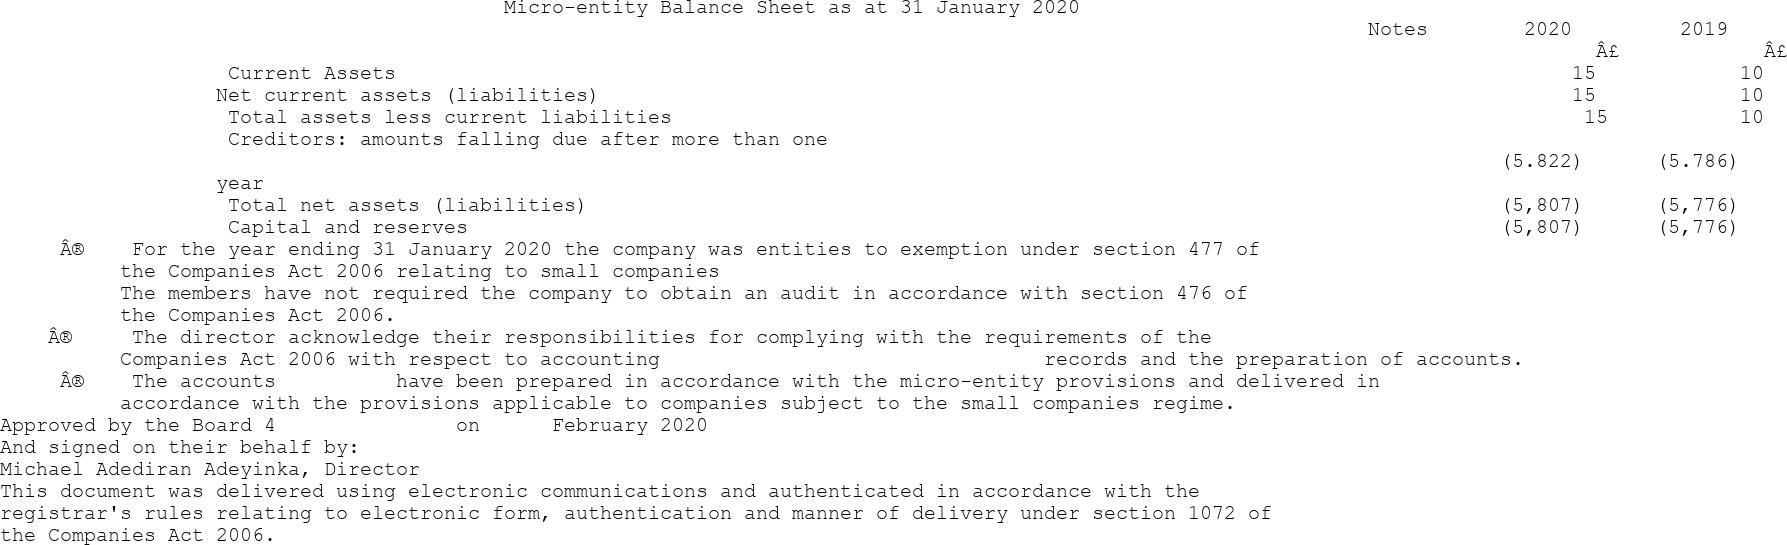 Micro-entity Balance Sheet as at 31 January 2020
Notes 2020 2019
Â£ Â£
Current Assets 15 10
Net current assets (liabilities) 15 10
Total assets less current liabilities 15 10
Creditors: amounts falling due after more than one
(5.822) (5.786)
year
Total net assets (liabilities) (5,807) (5,776)
Capital and reserves (5,807) (5,776)
Â® For the year ending 31 January 2020 the company was entities to exemption under section 477 of
the Companies Act 2006 relating to small companies
The members have not required the company to obtain an audit in accordance with section 476 of
the Companies Act 2006.
Â® The director acknowledge their responsibilities for complying with the requirements of the
Companies Act 2006 with respect to accounting records and the preparation of accounts.
Â® The accounts have been prepared in accordance with the micro-entity provisions and delivered in
accordance with the provisions applicable to companies subject to the small companies regime.
Approved by the Board 4 on February 2020
And signed on their behalf by:
Michael Adediran Adeyinka, Director
This document was delivered using electronic communications and authenticated in accordance with the
registrar's rules relating to electronic form, authentication and manner of delivery under section 1072 of
the Companies Act 2006.